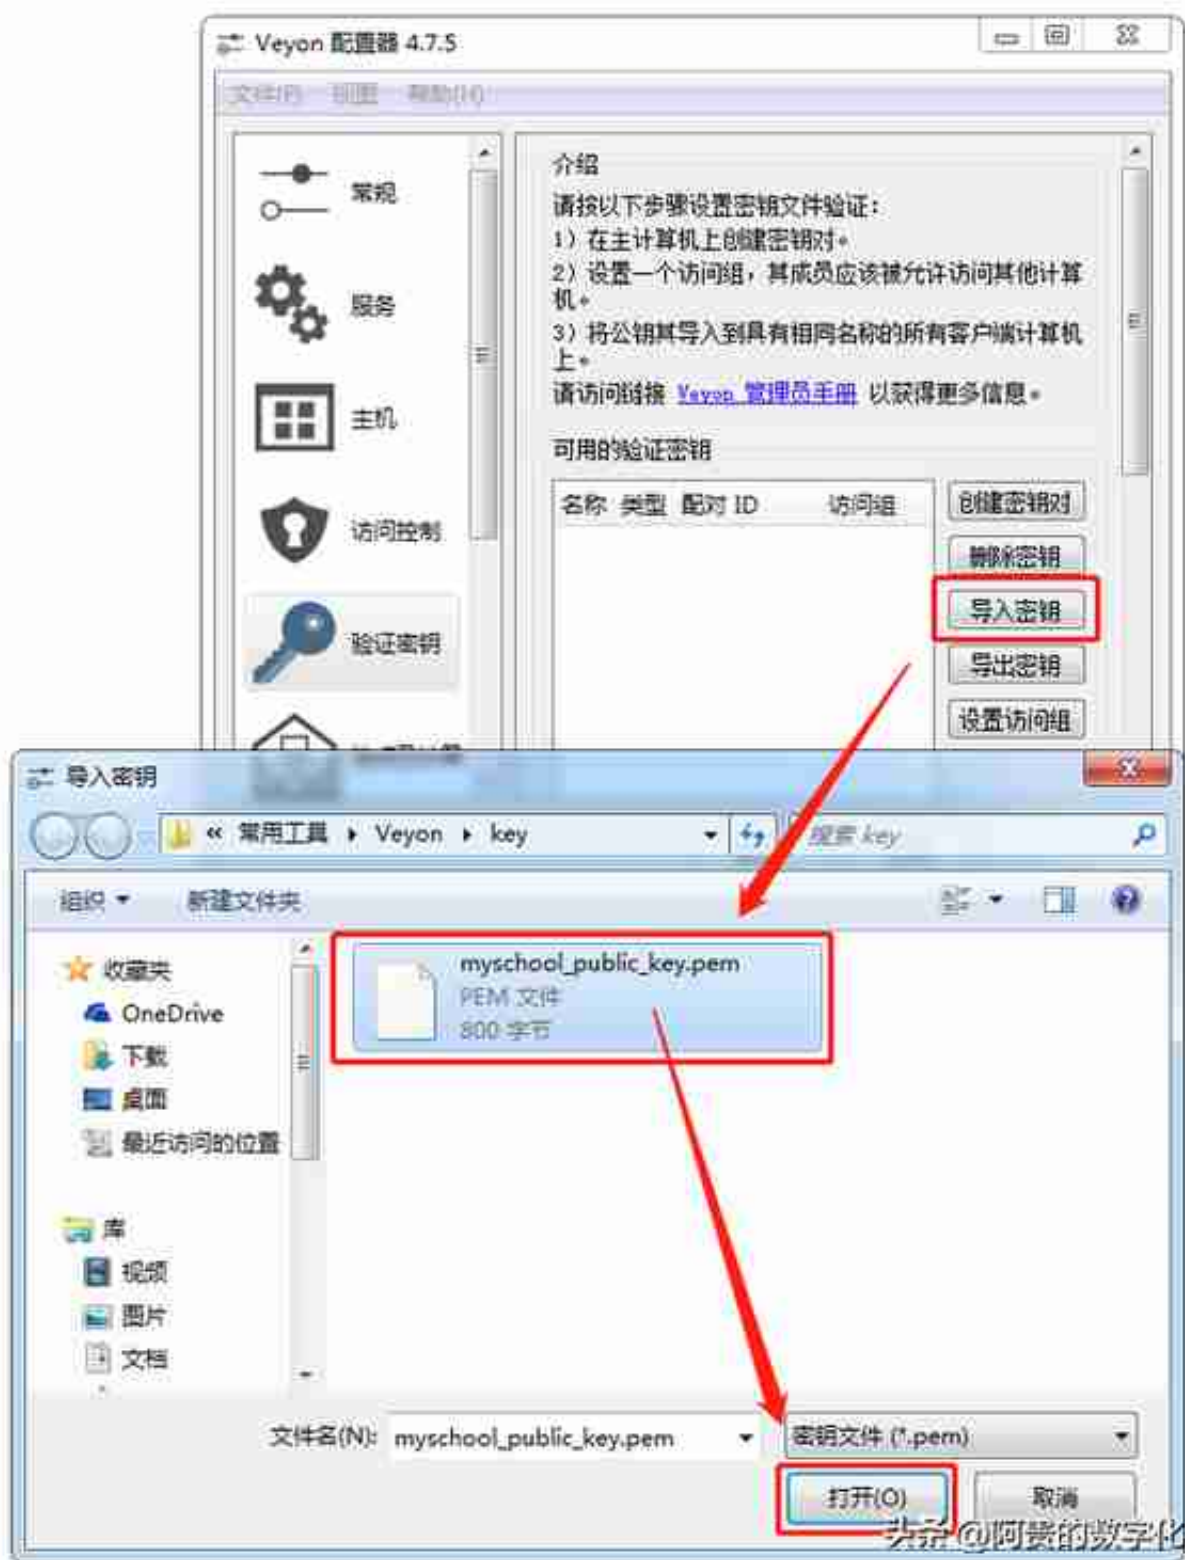 Veyon 配置器 4.7.5
文件(F) 视图 帮助(H)
常规
服务
主机
访问控制
验证密钥
介绍
请按以下步骤设置密钥文件验证:
1) 在主计算机上创建密钥对。
2) 设置一个访问组,其成员应该被允许访问其他计算
机。
3) 将公钥其导入到具有相同名称的所有客户端计算机
上。
请访问链接 Veyon 管理员手册 以获得更多信息。
可用的验证密钥
名称 类型 配对 ID 访问组
创建密钥对
删除密钥
导入密钥
导出密钥
设置访问组
导入密钥
« 常用工具 Veyon key
搜索 key
组织 新建文件夹
收藏夹
OneDrive
下载
桌面
最近访问的位置
库
视频
图片
文档
myschool_public_key.pem
PEM 文件
800 字节
文件名(N): myschool_public_key.pem
密钥文件 (*.pem)
打开(O) 取消
头条 @阿贵的数字化